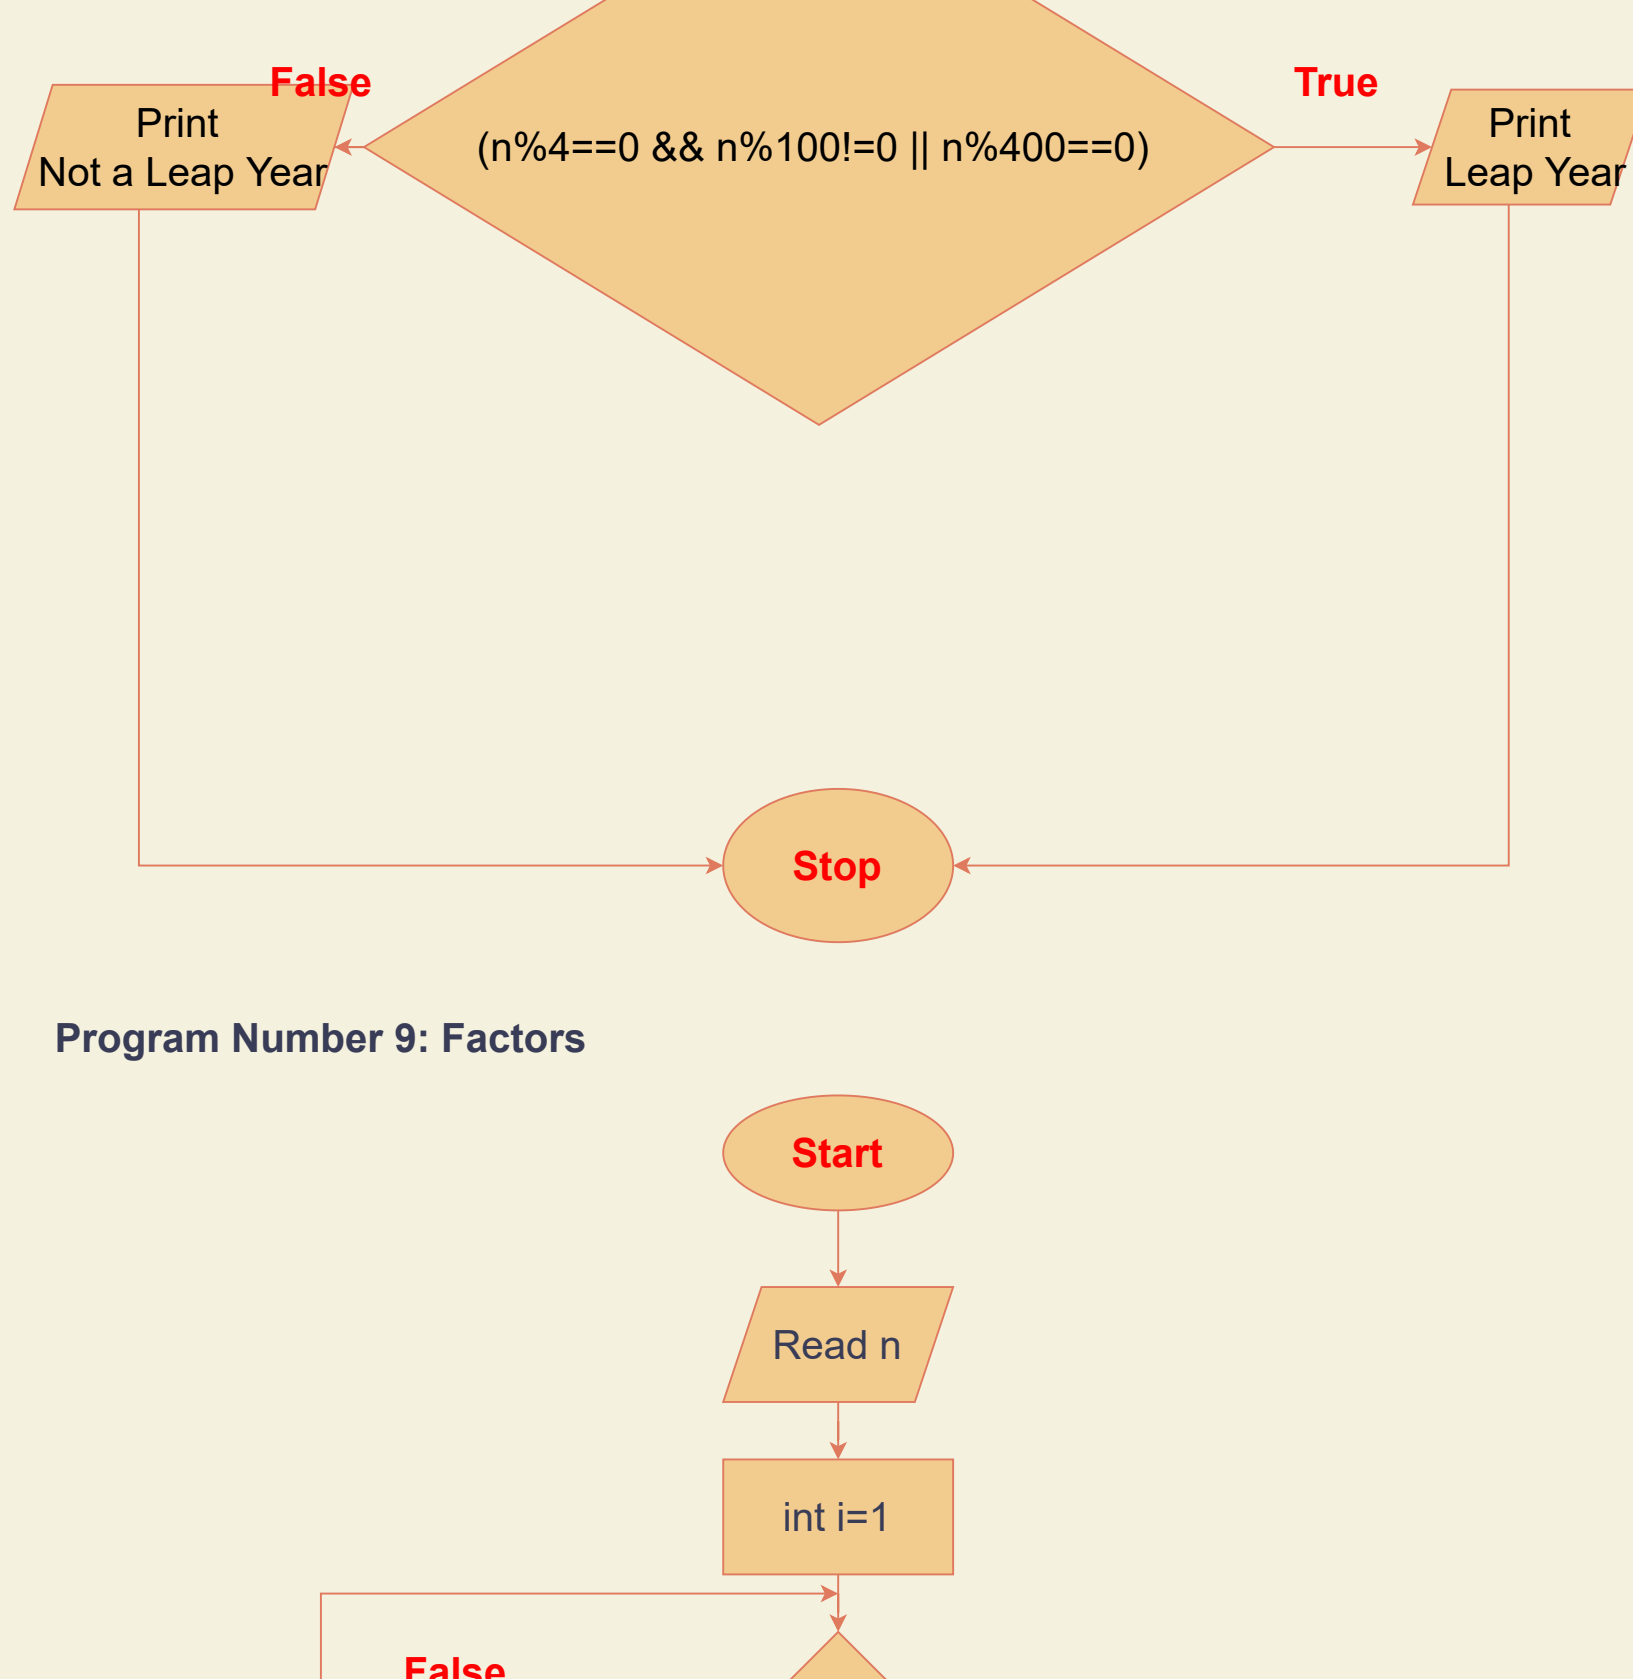 False
True
Print
Not a Leap Year
(n%4==0 && n%100!=0 || n%400==0)
Print
Leap Year
Stop
Program Number 9: Factors
Start
Read n
int i=1
False